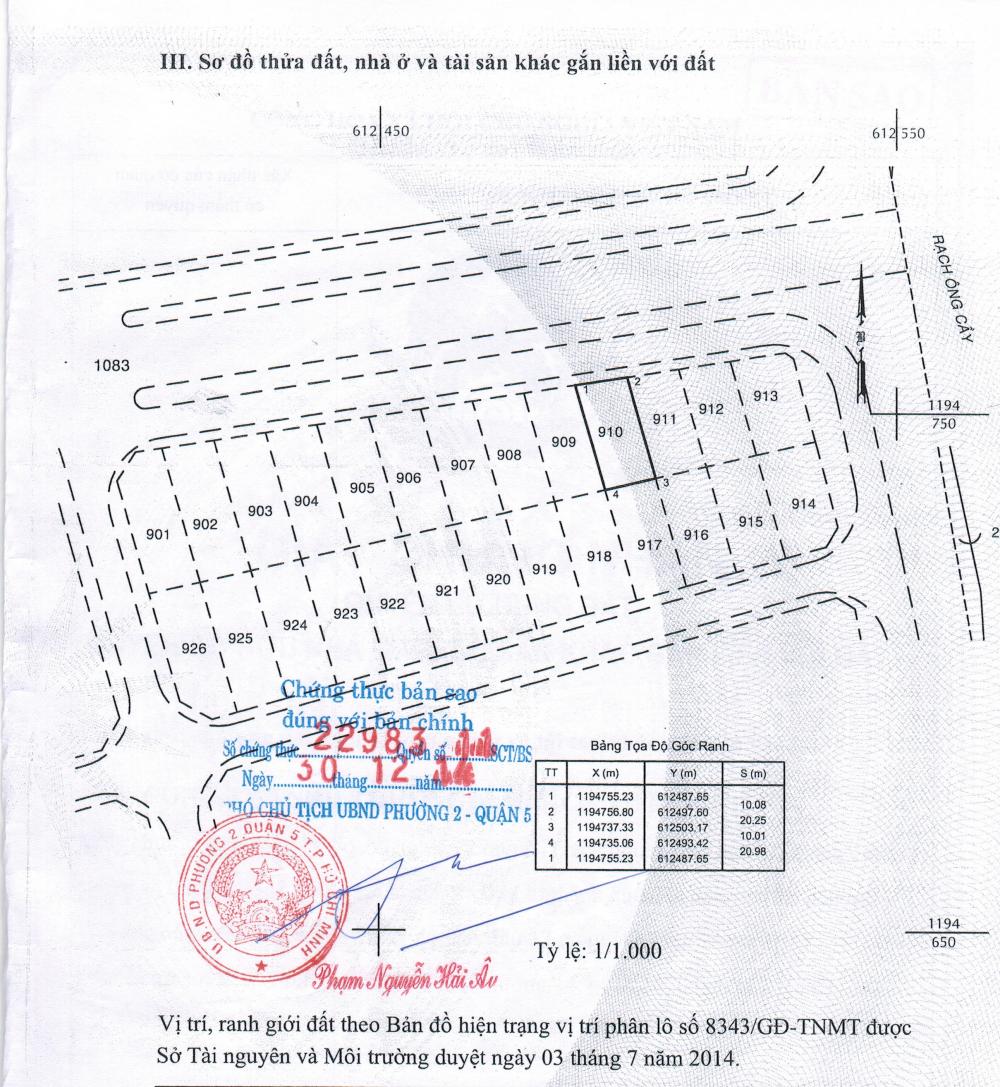 III. Sơ đồ thửa đất, nhà ở và tài sản khác gắn liền với đất
BẢN SAO
612 450
612 550
RẠCH ÔNG CẦY
1083
1
2
913
912
911
910
909
908
907
906
905
904
903
902
901
3
4
1194
750
914
915
916
917
918
919
920
921
922
923
924
925
926
2
Chứng thực bản sao
đúng với bản chính
Số chứng thực 22983 Quyển số SCT/BS
Ngày 30 tháng 12 năm 14
PHÓ CHỦ TỊCH UBND PHƯỜNG 2 - QUẬN 5
U.B.N.D PHƯỜNG 2 QUẬN 5 T.P HỒ CHÍ MINH
Phạm Nguyễn Hải Âu
Bảng Tọa Độ Góc Ranh
TT X (m) Y (m) S (m)
1 1194755.23 612487.65
10.08
2 1194756.80 612497.60
20.25
3 1194737.33 612503.17
10.01
4 1194735.06 612493.42
20.98
1 1194755.23 612487.65
1194
650
Tỷ lệ: 1/1.000
Vị trí, ranh giới đất theo Bản đồ hiện trạng vị trí phân lô số 8343/GĐ-TNMT được
Sở Tài nguyên và Môi trường duyệt ngày 03 tháng 7 năm 2014.